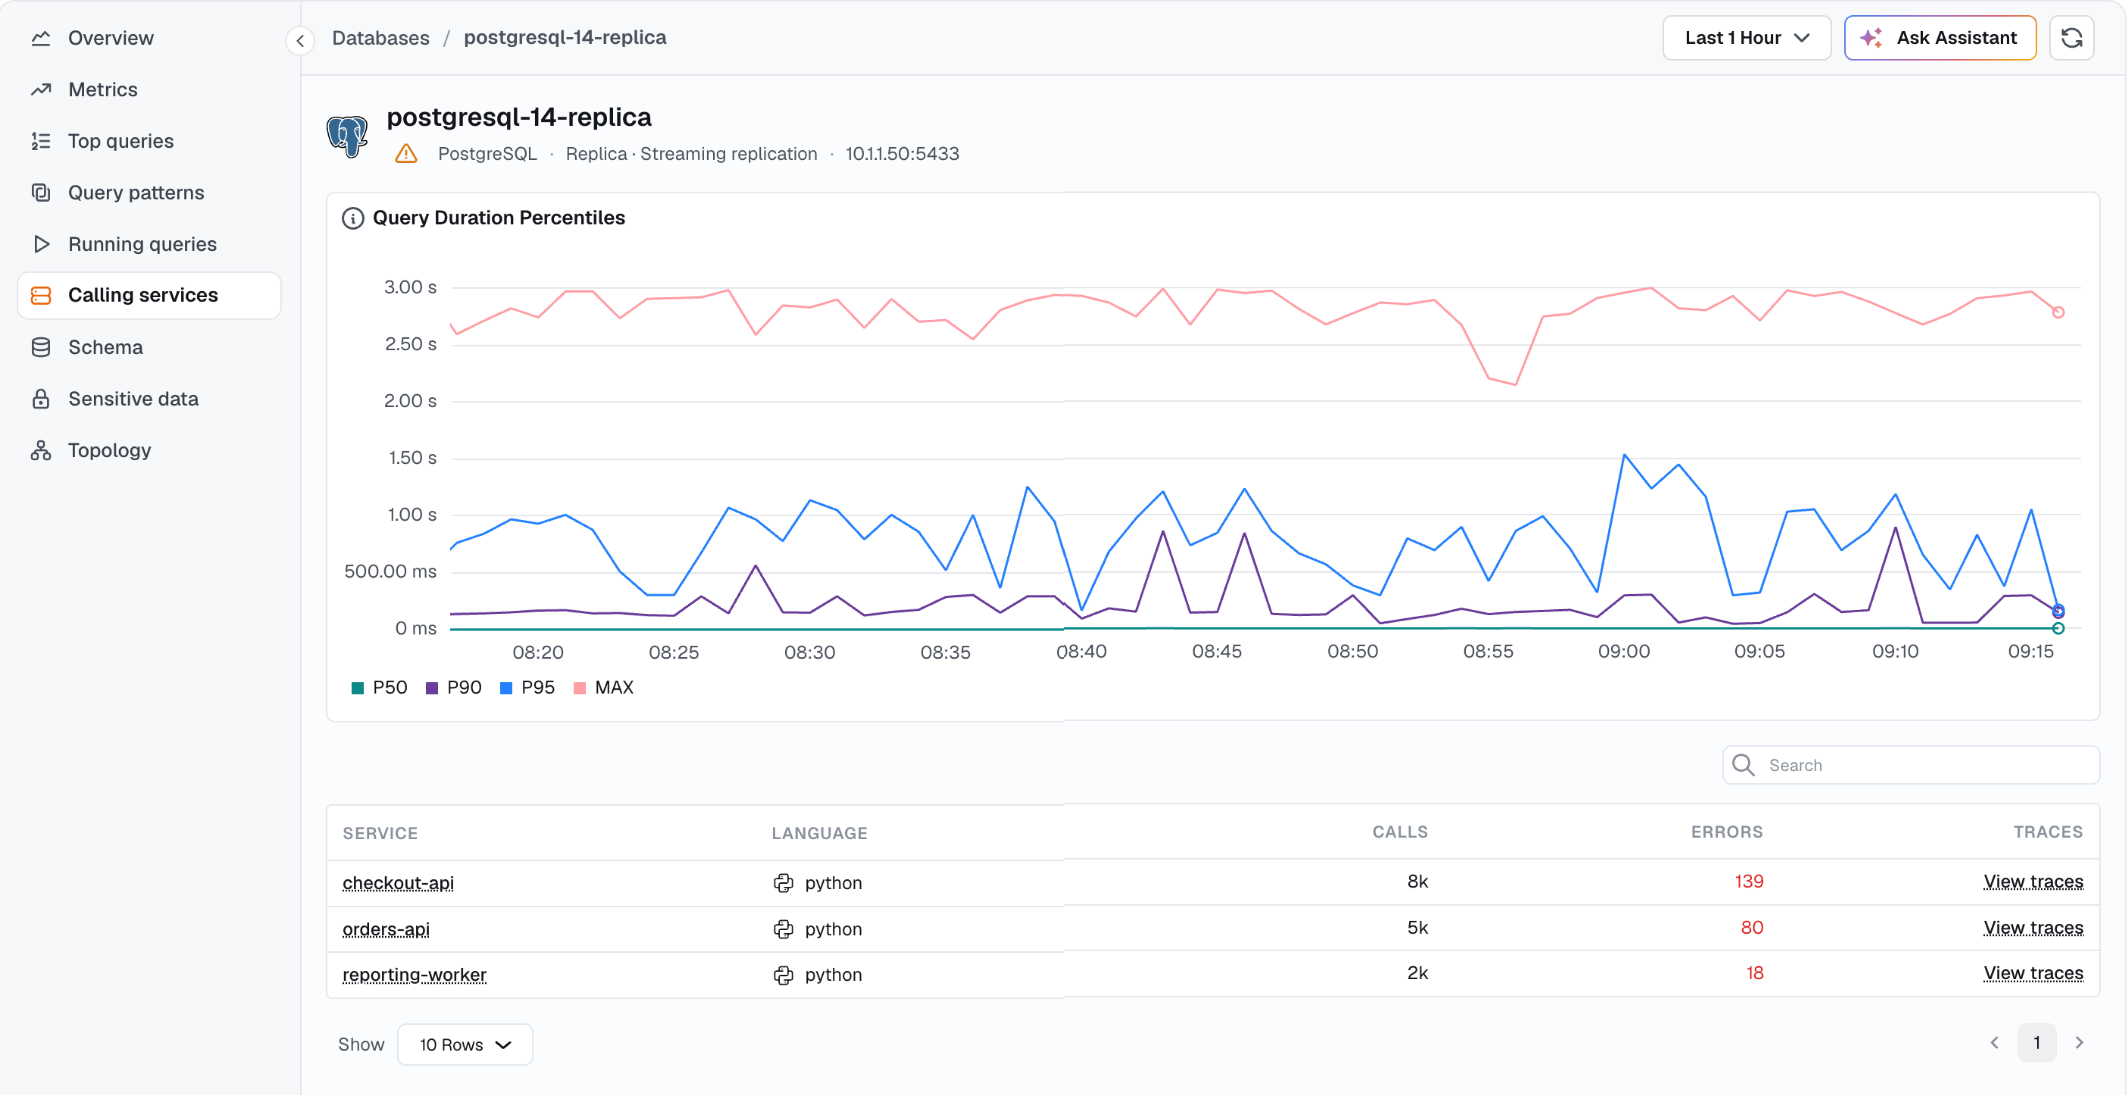 Overview
Metrics
Top queries
Query patterns
Running queries
Calling services
Schema
Sensitive data
Topology
Databases / postgresql-14-replica
Last 1 Hour
Ask Assistant
postgresql-14-replica
PostgreSQL · Replica · Streaming replication · 10.1.1.50:5433
Query Duration Percentiles
3.00 s
2.50 s
2.00 s
1.50 s
1.00 s
500.00 ms
0 ms
08:20 08:25 08:30 08:35 08:40 08:45 08:50 08:55 09:00 09:05 09:10 09:15
P50 P90 P95 MAX
Search
SERVICE LANGUAGE CALLS ERRORS TRACES
checkout-api python 8k 139 View traces
orders-api python 5k 80 View traces
reporting-worker python 2k 18 View traces
Show 10 Rows 1